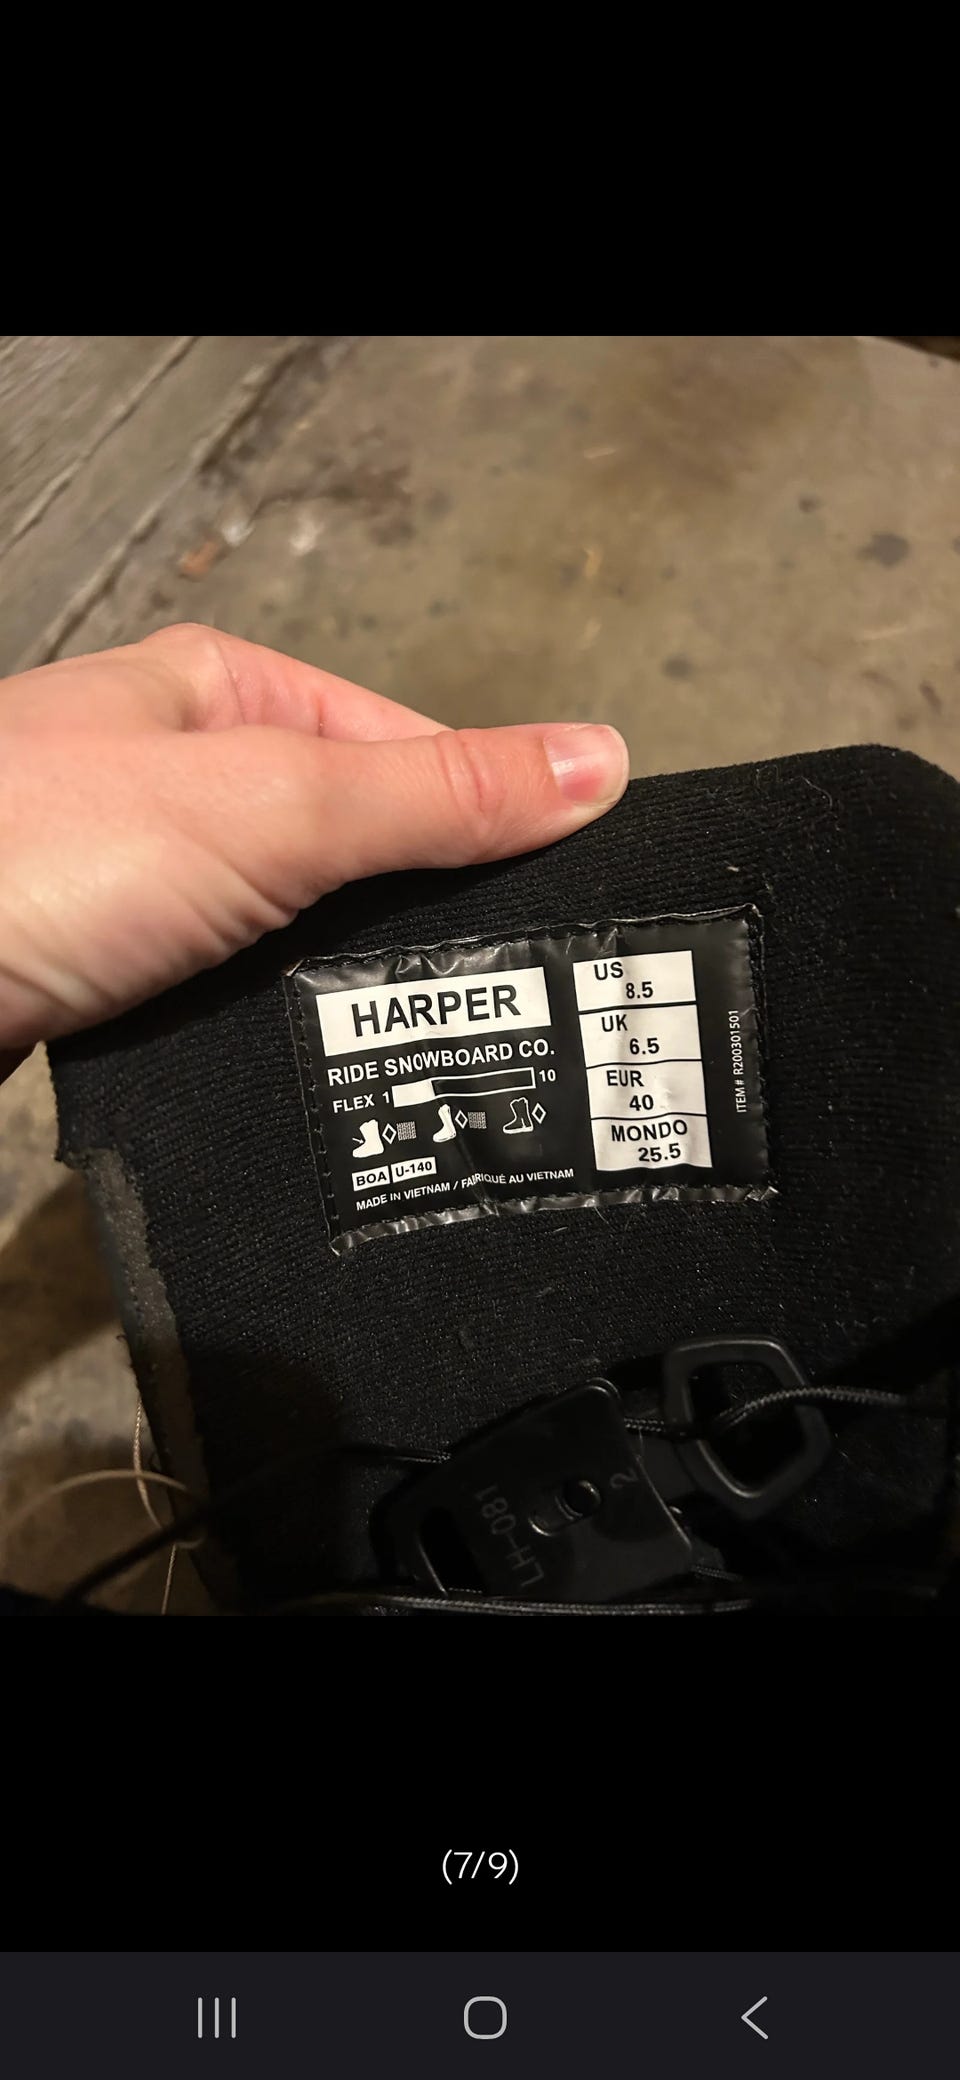 HARPER
RIDE SNOWBOARD CO.
FLEX 1 10
BOA U-140
MADE IN VIETNAM / FABRIQUÉ AU VIETNAM
US
8.5
UK
6.5
EUR
40
MONDO
25.5
ITEM# R200301501
LH-081
2
(7/9)